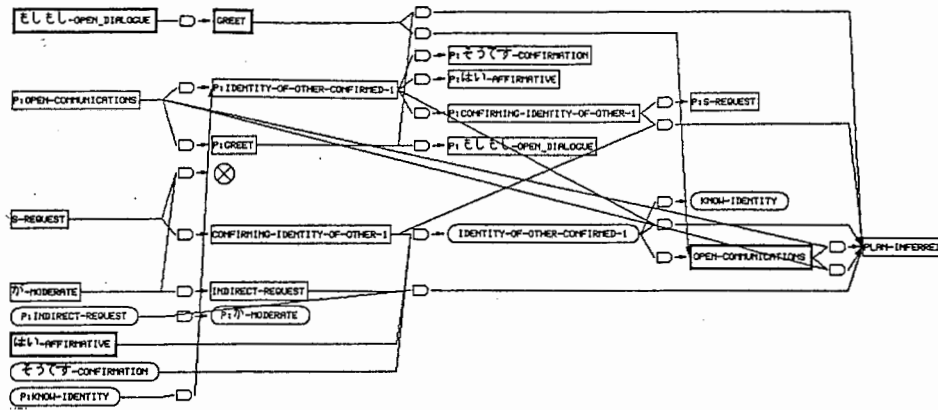 もしもし-OPEN_DIALOGUE
GREET
P:そうです-CONFIRMATION
P:はい-AFFIRMATIVE
P:IDENTITY-OF-OTHER-CONFIRMED-1
P:OPEN-COMMUNICATIONS
P:COMFIRMING-IDENTITY-OF-OTHER-1
P:S-REQUEST
P:GREET
P:もしもし-OPEN_DIALOGUE
KNOW-IDENTITY
S-REQUEST
CONFIRMING-IDENTITY-OF-OTHER-1
IDENTITY-OF-OTHER-CONFIRMED-1
OPEN-COMMUNICATIONS
PLAN-INFERRED
が-MODERATE
INDIRECT-REQUEST
P:INDIRECT-REQUEST
P:が-MODERATE
はい-AFFIRMATIVE
そうです-CONFIRMATION
P:KNOW-IDENTITY